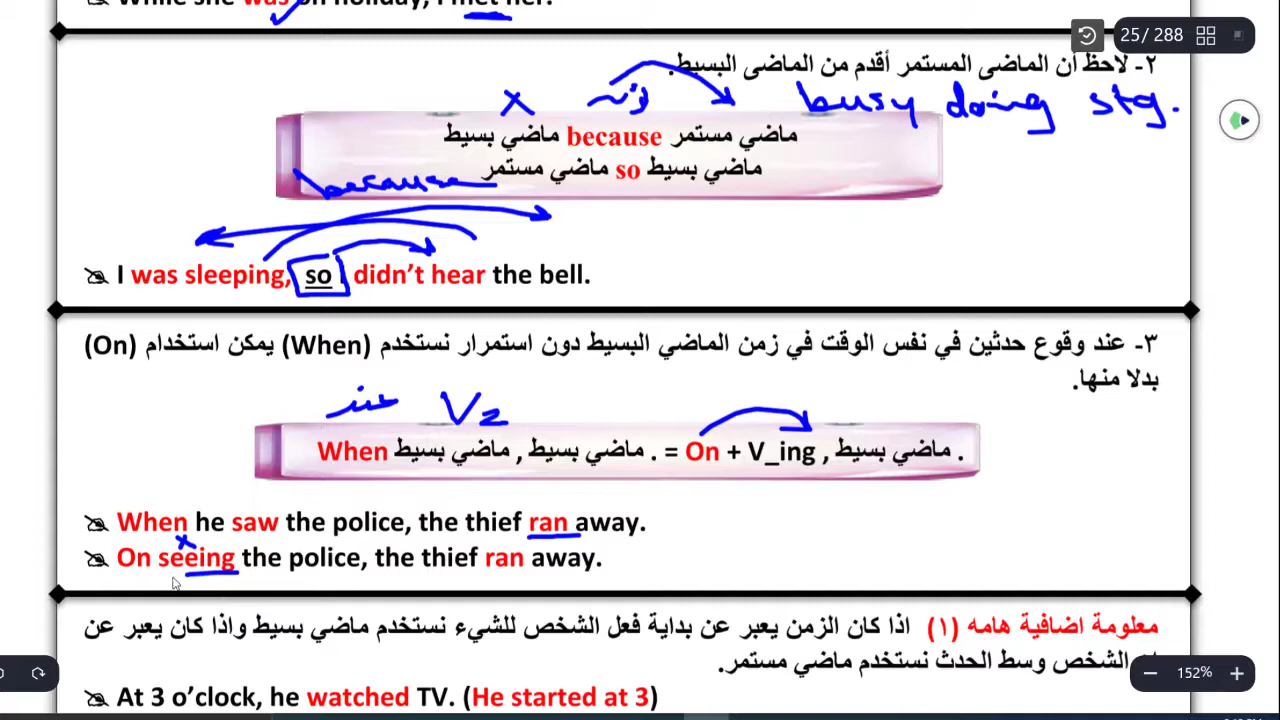 While she was on holiday, I met her.
25 / 288
٢- لاحظ أن الماضى المستمر أقدم من الماضى البسيط.
busy doing stg.
x لأن
ماضي بسيط because ماضي مستمر
ماضي مستمر so ماضي بسيط
because
I was sleeping, so I didn't hear the bell.
٣- عند وقوع حدثين في نفس الوقت في زمن الماضي البسيط دون استمرار نستخدم (When) يمكن استخدام (On)
بدلا منها.
عند V2
When ماضي بسيط , ماضي بسيط . = On + V_ing , ماضي بسيط .
When he saw the police, the thief ran away.
x
On seeing the police, the thief ran away.
معلومة اضافية هامه (١) اذا كان الزمن يعبر عن بداية فعل الشخص للشيء نستخدم ماضي بسيط واذا كان يعبر عن
الشخص وسط الحدث نستخدم ماضي مستمر.
152%
At 3 o'clock, he watched TV. (He started at 3)